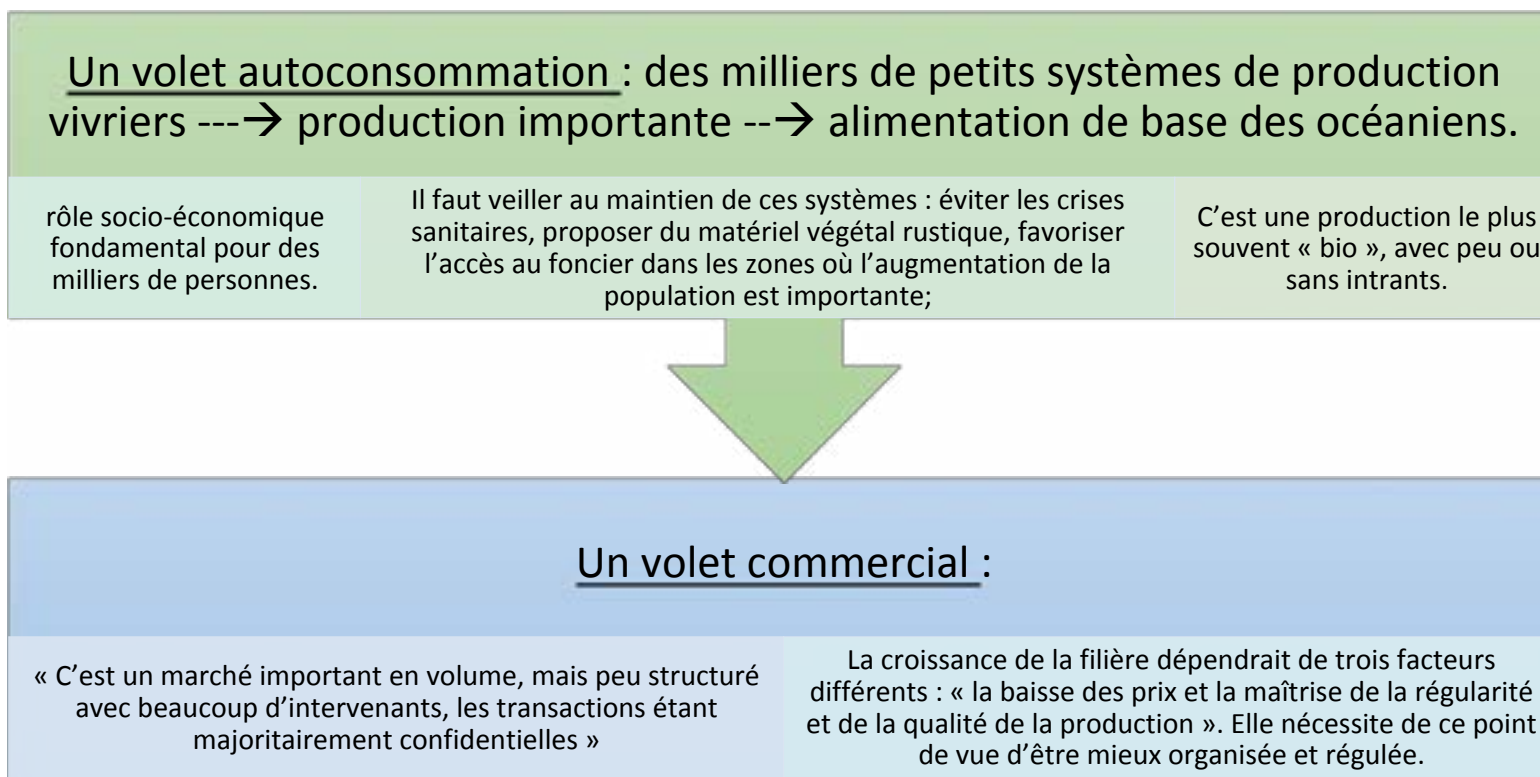 Un volet autoconsommation : des milliers de petits systèmes de production
vivriers ---→ production importante --→ alimentation de base des océaniens.
rôle socio-économique
fondamental pour des
milliers de personnes.
Il faut veiller au maintien de ces systèmes : éviter les crises
sanitaires, proposer du matériel végétal rustique, favoriser
l’accès au foncier dans les zones où l’augmentation de la
population est importante;
C’est une production le plus
souvent « bio », avec peu ou
sans intrants.
Un volet commercial :
« C’est un marché important en volume, mais peu structuré
avec beaucoup d’intervenants, les transactions étant
majoritairement confidentielles »
La croissance de la filière dépendrait de trois facteurs
différents : « la baisse des prix et la maîtrise de la régularité
et de la qualité de la production ». Elle nécessite de ce point
de vue d’être mieux organisée et régulée.